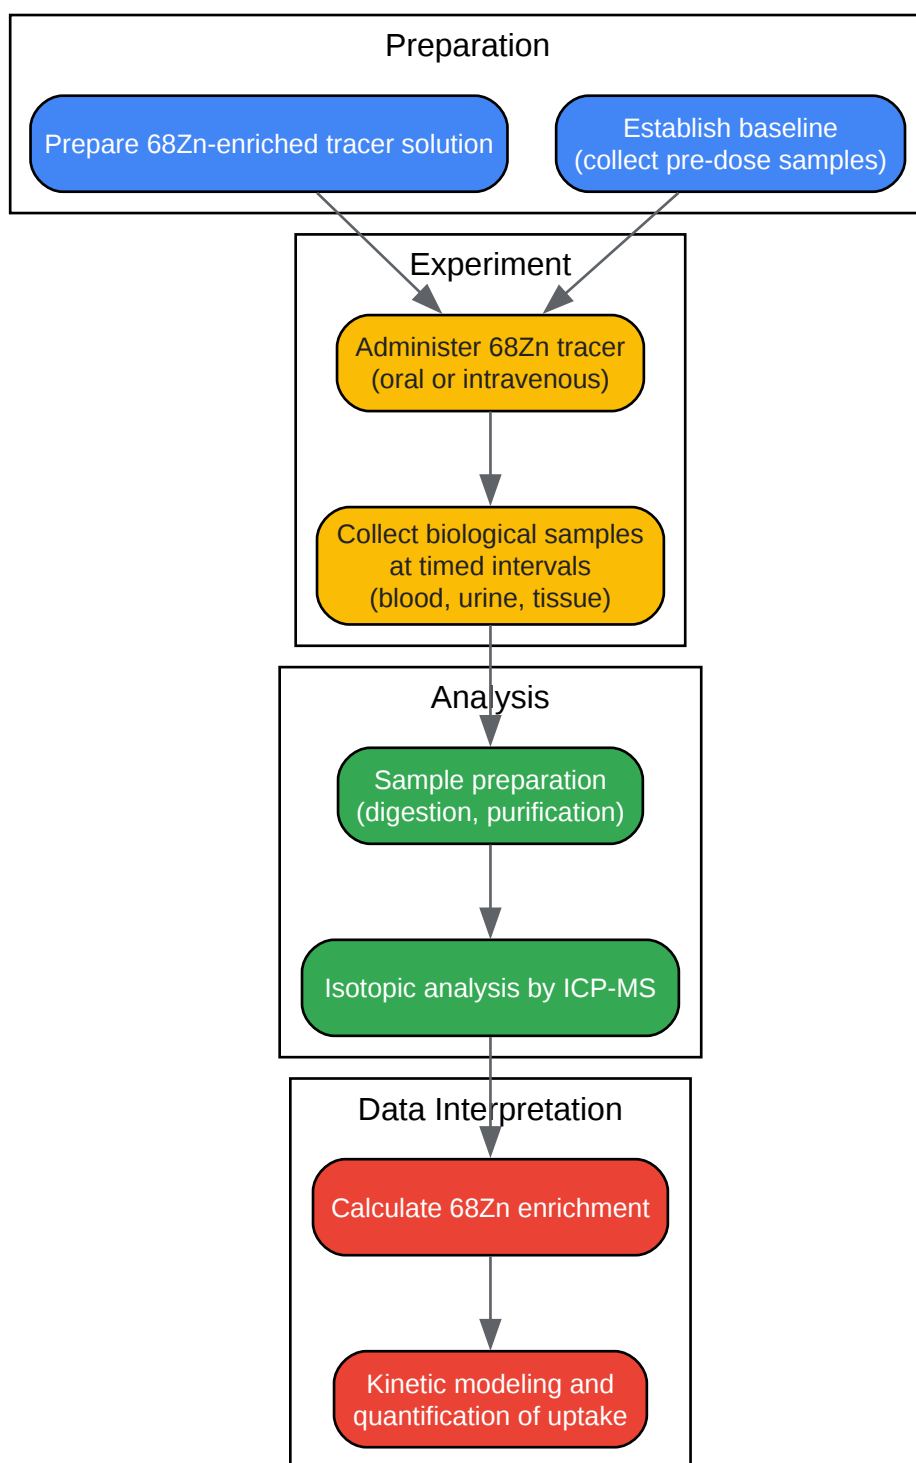 Preparation
Prepare 68Zn-enriched tracer solution
Establish baseline
(collect pre-dose samples)
Experiment
Administer 68Zn tracer
(oral or intravenous)
Collect biological samples
at timed intervals
(blood, urine, tissue)
Analysis
Sample preparation
(digestion, purification)
Isotopic analysis by ICP-MS
Data Interpretation
Calculate 68Zn enrichment
Kinetic modeling and
quantification of uptake